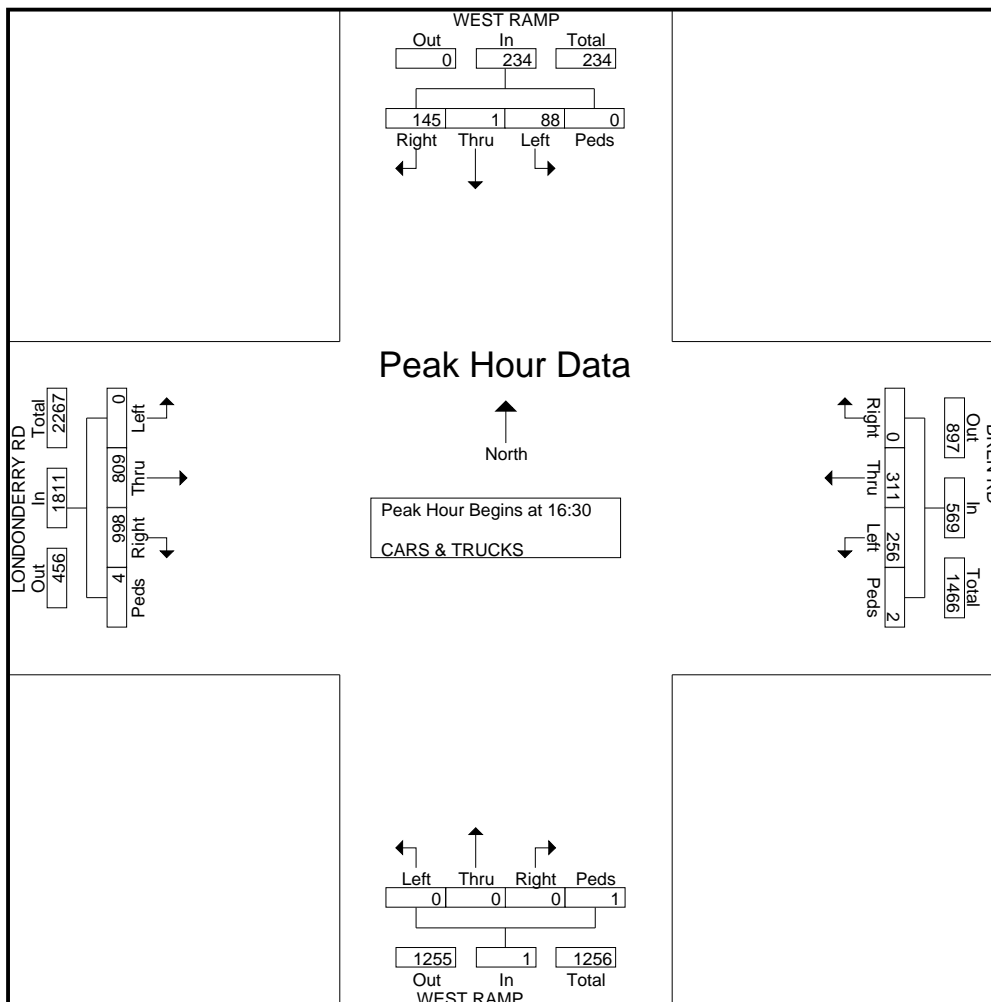 WEST RAMP
Out In Total
0 234 234
145 1 88 0
Right Thru Left Peds
Peak Hour Data
North
Peak Hour Begins at 16:30
CARS & TRUCKS
LONDONDERRY RD
Out In Total
456 1811 2267
4 998 809 0
Peds Right Thru Left
Out In Total
897 569 1466
0 311 256 2
Right Thru Left Peds
Left Thru Right Peds
0 0 0 1
1255 1 1256
Out In Total
WEST RAMP